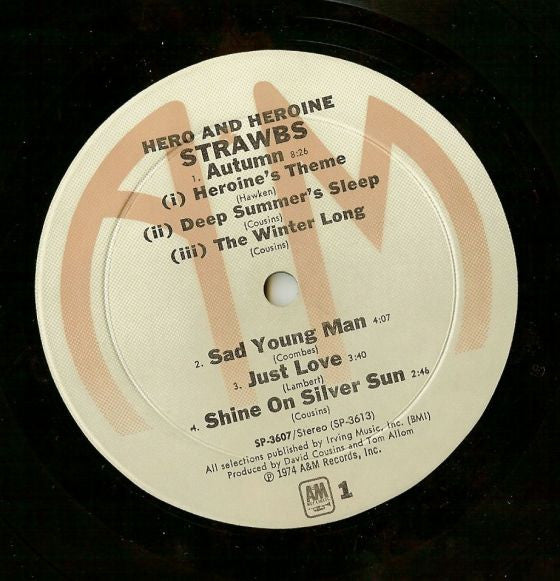 HERO AND HEROINE
STRAWBS
1. Autumn 8:26
(i) Heroine's Theme
(Hawken)
(ii) Deep Summer's Sleep
(Cousins)
(iii) The Winter Long
(Cousins)
2. Sad Young Man 4:07
(Coombes)
3. Just Love 3:40
(Lambert)
4. Shine On Silver Sun 2:46
(Cousins)
SP-3607/Stereo (SP-3613)
All selections published by Irving Music, Inc. (BMI)
Produced by David Cousins and Tom Allom
℗ 1974 A&M Records, Inc.
AM 1